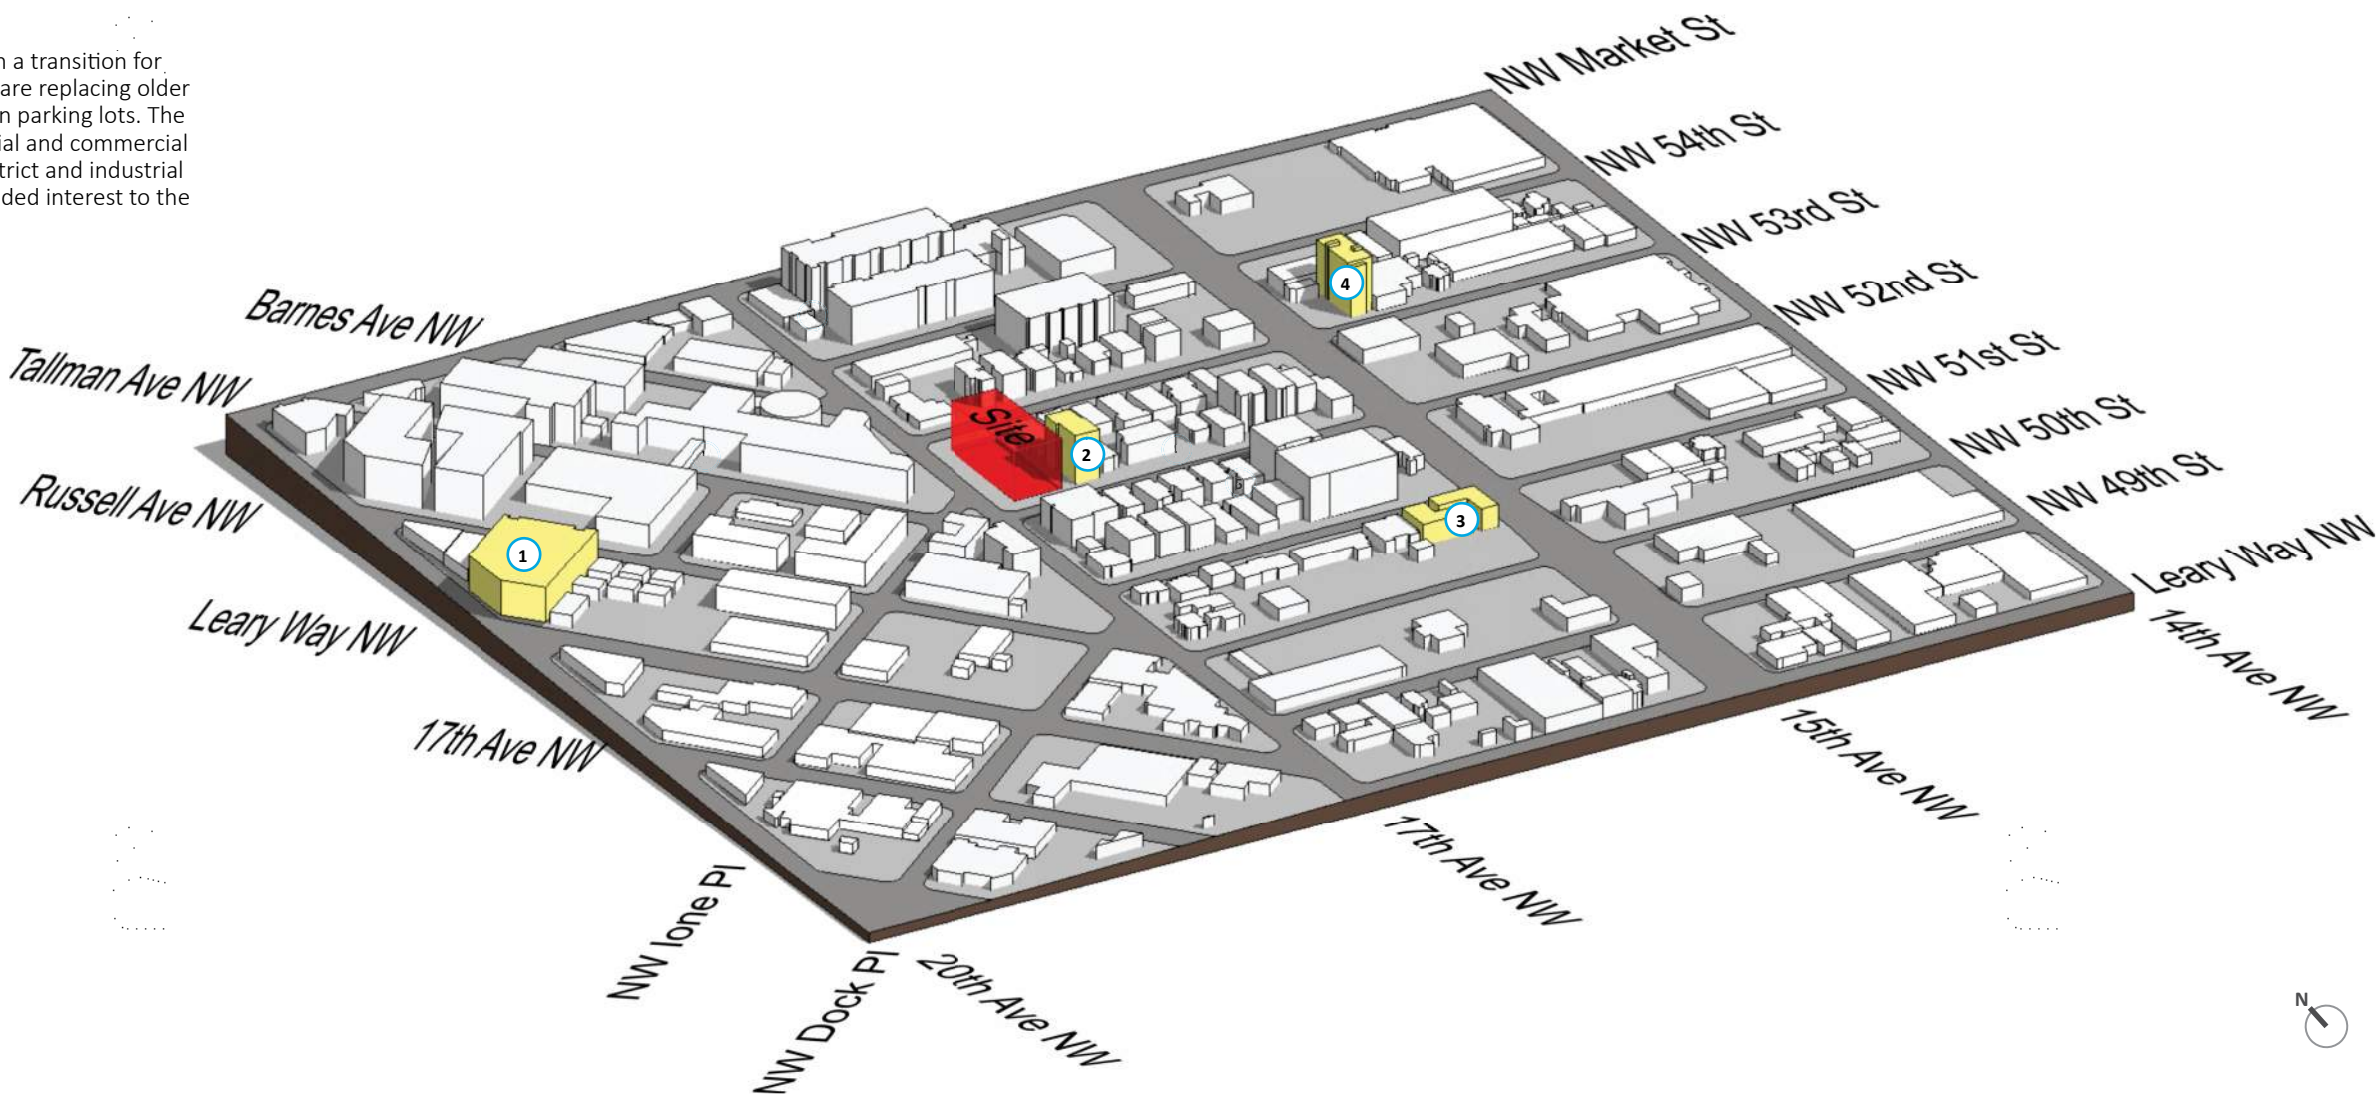 n a transition for
are replacing older
n parking lots. The
ial and commercial
trict and industrial
ded interest to the
NW Market St
NW 54th St
NW 53rd St
NW 52nd St
NW 51st St
NW 50th St
NW 49th St
Leary Way NW
14th Ave NW
15th Ave NW
17th Ave NW
20th Ave NW
NW Dock Pl
NW Ione Pl
17th Ave NW
Leary Way NW
Russell Ave NW
Tallman Ave NW
Barnes Ave NW
Site
1
2
3
4
N